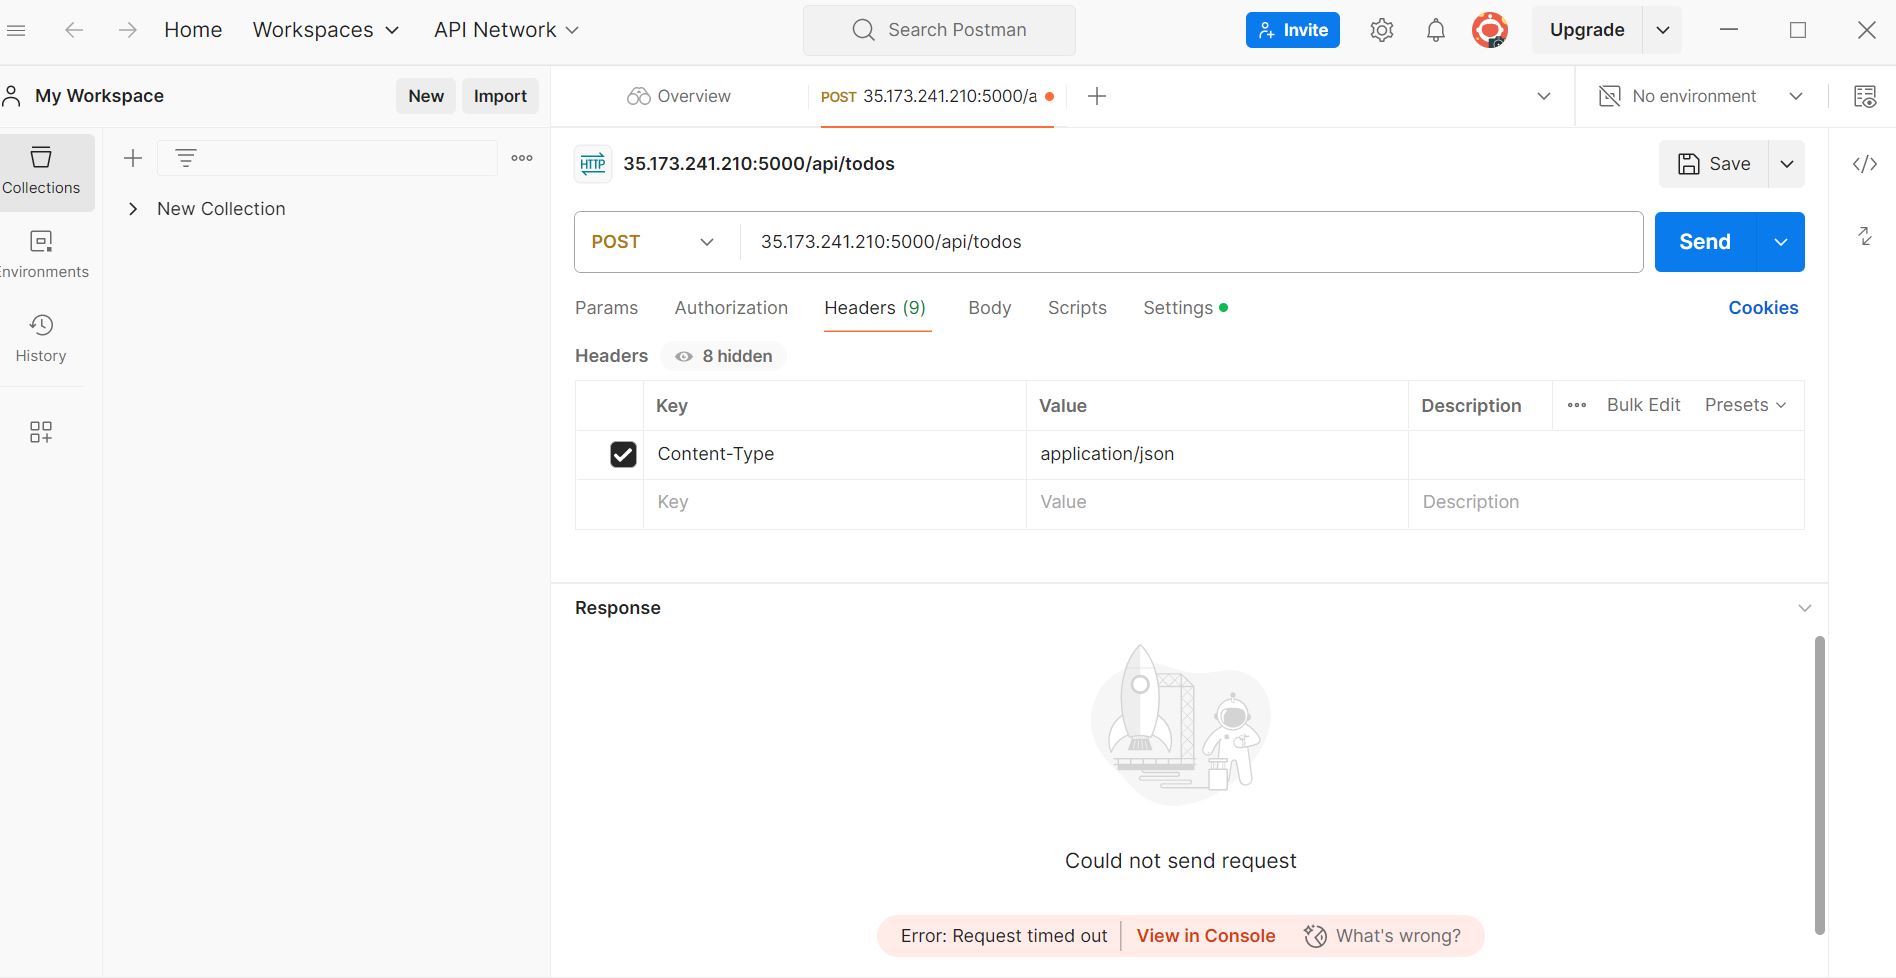 Home
Workspaces
API Network
Search Postman
Invite
Upgrade
My Workspace
New
Import
Overview
POST 35.173.241.210:5000/a
No environment
Collections
New Collection
Environments
History
HTTP
35.173.241.210:5000/api/todos
Save
POST
35.173.241.210:5000/api/todos
Send
Params
Authorization
Headers (9)
Body
Scripts
Settings
Cookies
Headers
8 hidden
Key
Value
Description
Bulk Edit
Presets
Content-Type
application/json
Key
Value
Description
Response
Could not send request
Error: Request timed out
View in Console
What's wrong?